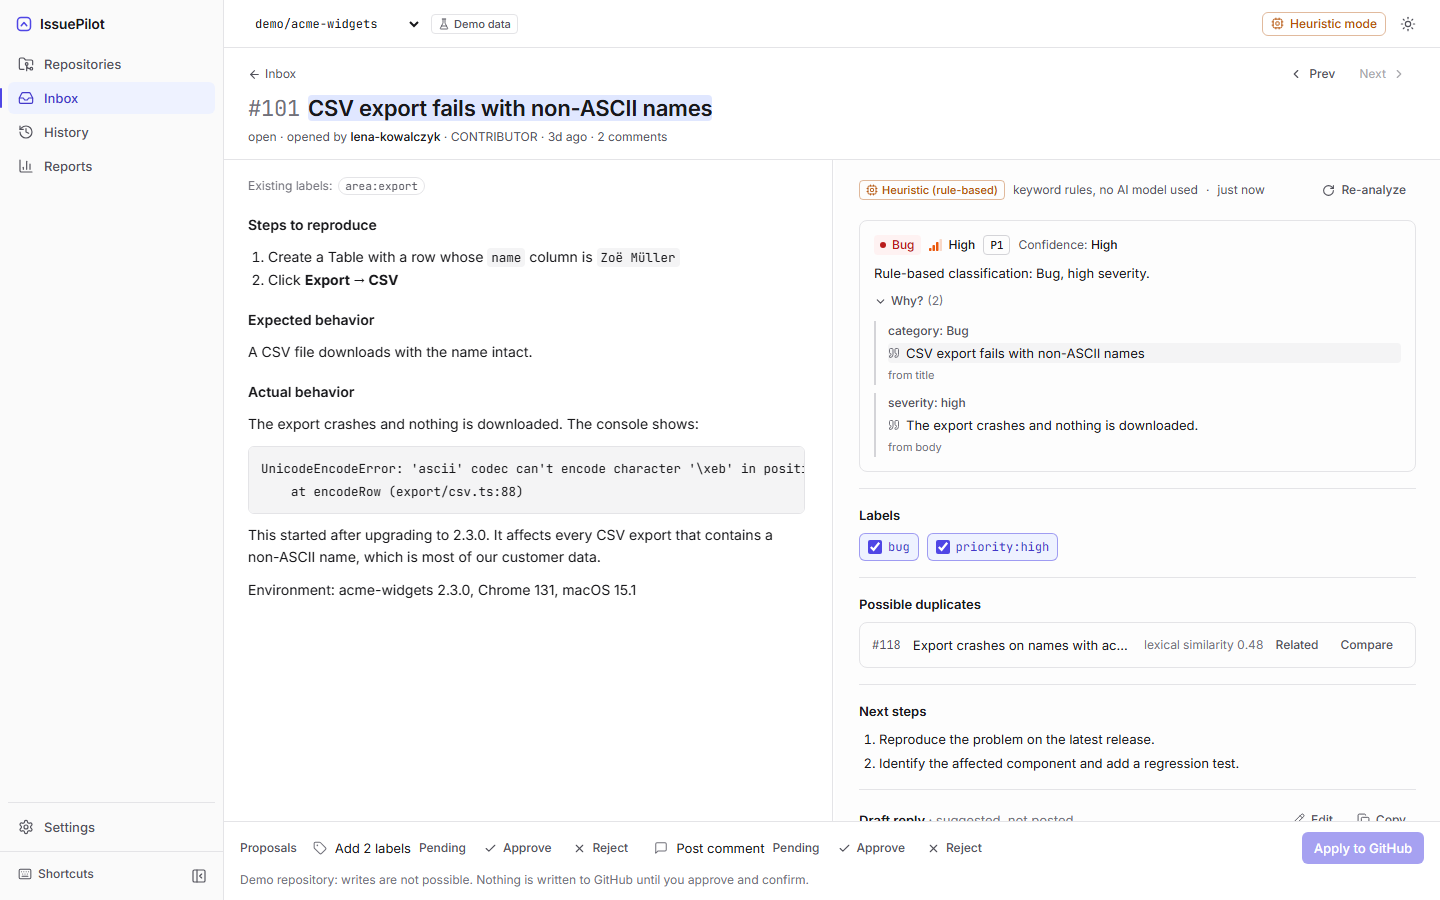 IssuePilot
Repositories
Inbox
History
Reports
Settings
Shortcuts
demo/acme-widgets
Demo data
Heuristic mode
Inbox
Prev
Next
#101 CSV export fails with non-ASCII names
open · opened by lena-kowalczyk · CONTRIBUTOR · 3d ago · 2 comments
Existing labels: area:export
Steps to reproduce
1. Create a Table with a row whose name column is Zoë Müller
2. Click Export → CSV
Expected behavior
A CSV file downloads with the name intact.
Actual behavior
The export crashes and nothing is downloaded. The console shows:
UnicodeEncodeError: 'ascii' codec can't encode character '\xeb' in positi
at encodeRow (export/csv.ts:88)
This started after upgrading to 2.3.0. It affects every CSV export that contains a
non-ASCII name, which is most of our customer data.
Environment: acme-widgets 2.3.0, Chrome 131, macOS 15.1
Heuristic (rule-based) keyword rules, no AI model used · just now Re-analyze
Bug High P1 Confidence: High
Rule-based classification: Bug, high severity.
Why? (2)
category: Bug
CSV export fails with non-ASCII names
from title
severity: high
The export crashes and nothing is downloaded.
from body
Labels
bug priority:high
Possible duplicates
#118 Export crashes on names with ac... lexical similarity 0.48 Related Compare
Next steps
1. Reproduce the problem on the latest release.
2. Identify the affected component and add a regression test.
Draft reply · suggested, not posted Edit Copy
Proposals Add 2 labels Pending Approve Reject Post comment Pending Approve Reject
Apply to GitHub
Demo repository: writes are not possible. Nothing is written to GitHub until you approve and confirm.